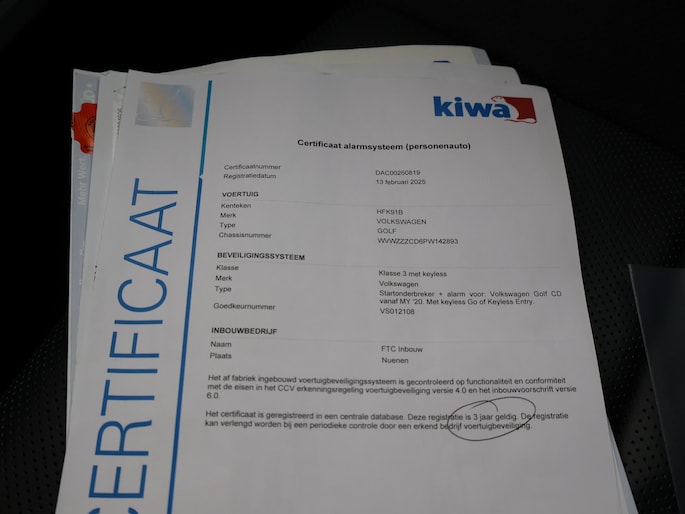 kiwa
Certificaat alarmsysteem (personenauto)
Certificaatnummer DAC00260819
Registratiedatum 13 februari 2025
VOERTUIG
Kenteken HFK91B
Merk VOLKSWAGEN
Type GOLF
Chassisnummer WVWZZZCD6PW142893
BEVEILIGINGSSYSTEEM
Klasse Klasse 3 met keyless
Merk Volkswagen
Type Startonderbreker + alarm voor: Volkswagen Golf CD
vanaf MY '20. Met keyless Go of Keyless Entry.
Goedkeurnummer VS012108
INBOUWBEDRIJF
Naam FTC Inbouw
Plaats Nuenen
Het af fabriek ingebouwd voertuigbeveiligingssysteem is gecontroleerd op functionaliteit en conformiteit
met de eisen in het CCV erkenningsregeling voertuigbeveiliging versie 4.0 en het inbouwvoorschrift versie
6.0.
Het certificaat is geregistreerd in een centrale database. Deze registratie is 3 jaar geldig. De registratie
kan verlengd worden bij een periodieke controle door een erkend bedrijf voertuigbeveiliging.
CERTIFICAAT